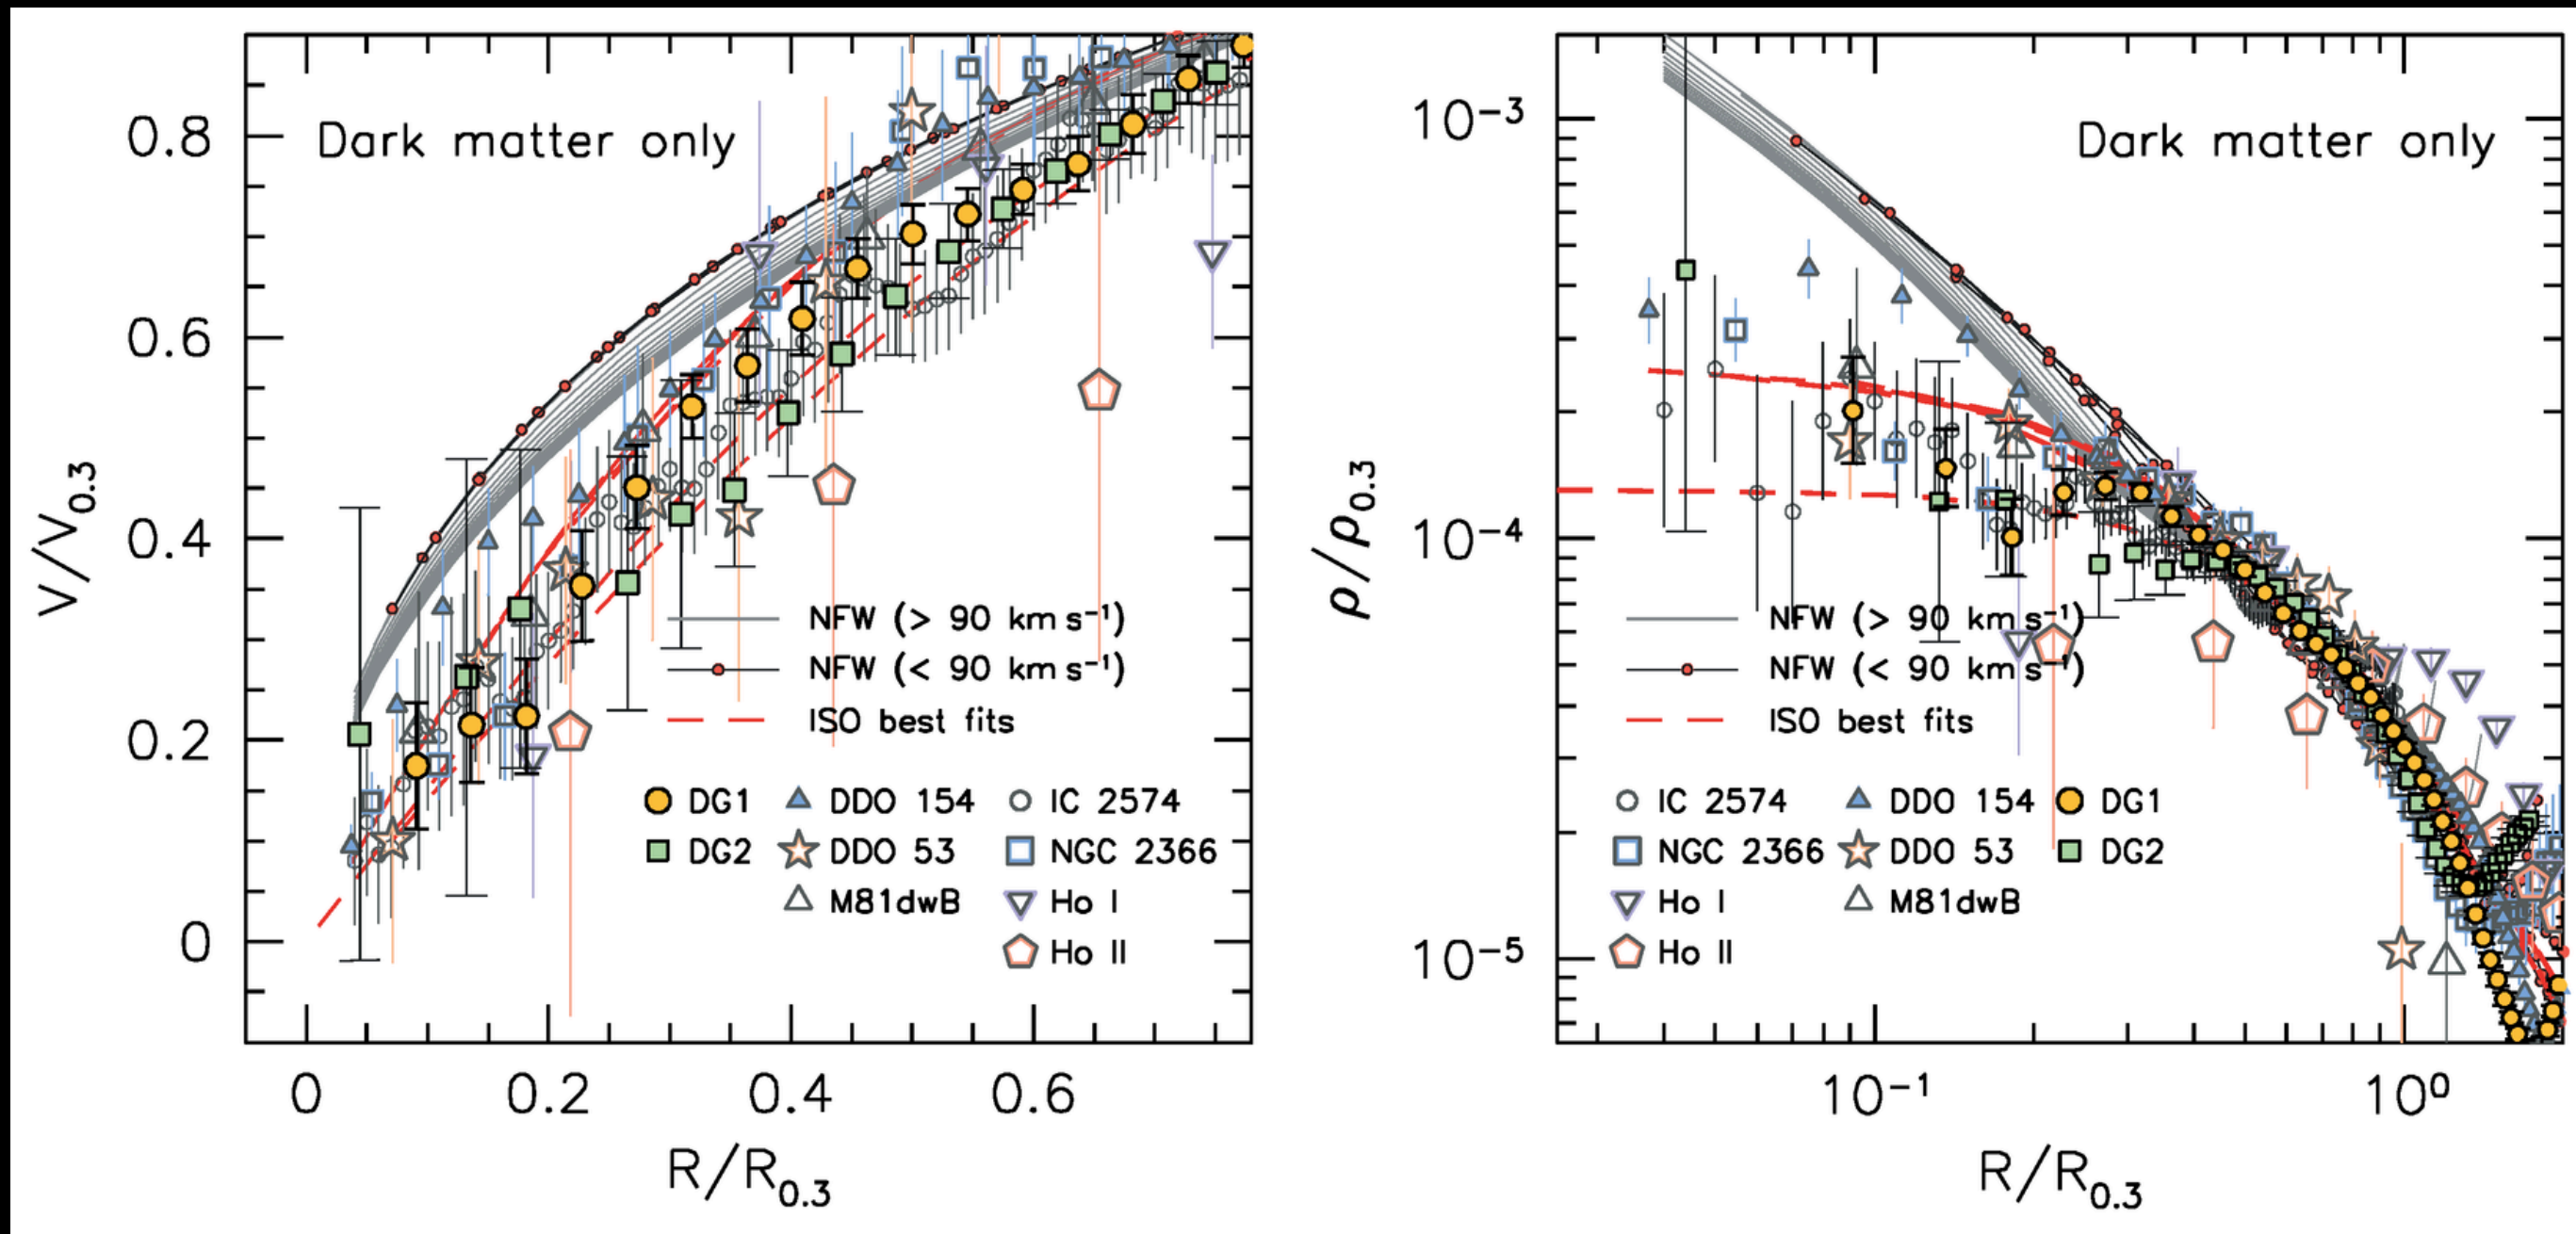 Dark matter only
0.8
0.6
0.4
0.2
0
V/V0.3
NFW (> 90 km s⁻¹)
NFW (< 90 km s⁻¹)
ISO best fits
DG1 DDO 154 IC 2574
DG2 DDO 53 NGC 2366
M81dwB Ho I
Ho II
0 0.2 0.4 0.6
R/R0.3
Dark matter only
10⁻³
10⁻⁴
10⁻⁵
ρ/ρ0.3
NFW (> 90 km s⁻¹)
NFW (< 90 km s⁻¹)
ISO best fits
IC 2574 DDO 154 DG1
NGC 2366 DDO 53 DG2
Ho I M81dwB
Ho II
10⁻¹ 10⁰
R/R0.3